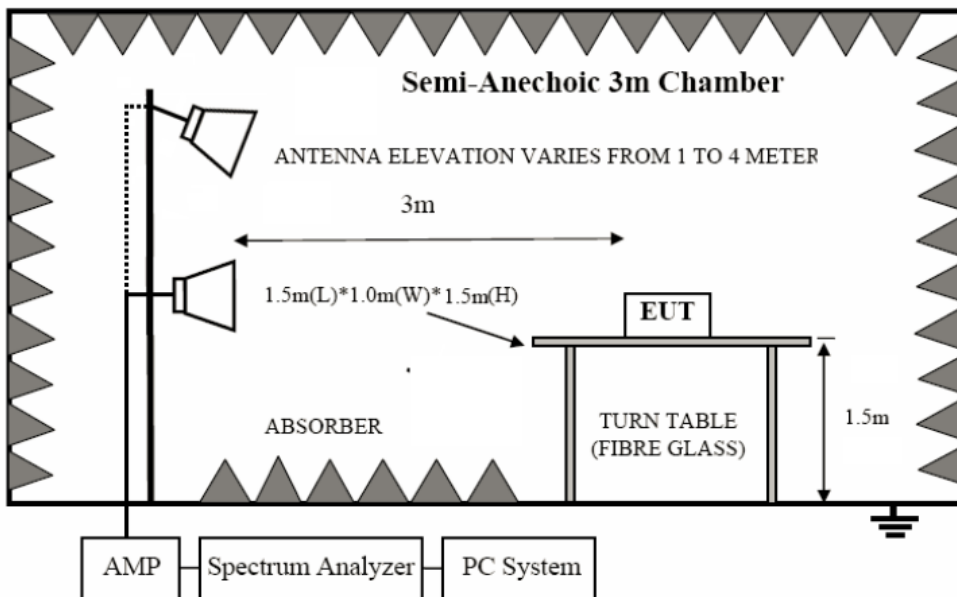 Semi-Anechoic 3m Chamber
ANTENNA ELEVATION VARIES FROM 1 TO 4 METER
3m
1.5m(L)*1.0m(W)*1.5m(H)
EUT
ABSORBER
TURN TABLE
(FIBRE GLASS)
1.5m
AMP
Spectrum Analyzer
PC System